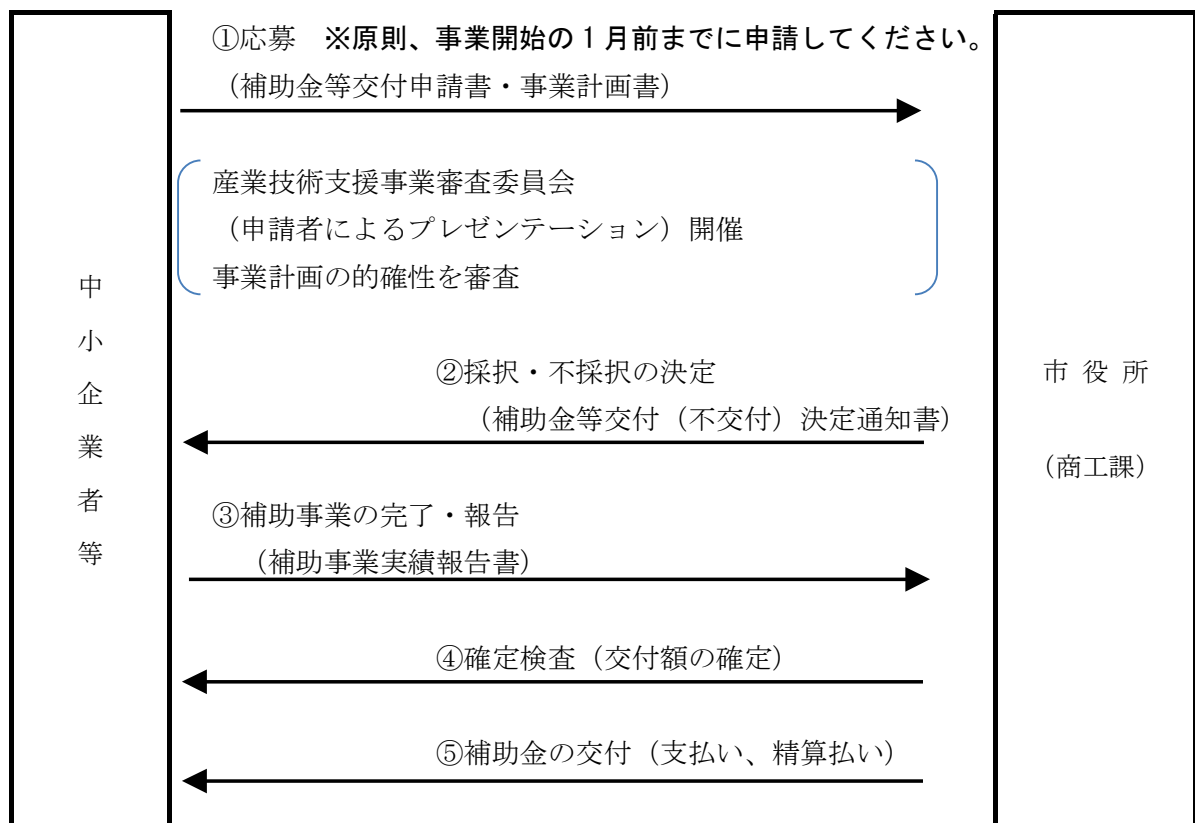 ①応募　※原則、事業開始の1月前までに申請してください。
（補助金等交付申請書・事業計画書）
産業技術支援事業審査委員会
（申請者によるプレゼンテーション）開催
事業計画の的確性を審査
中小企業者等
②採択・不採択の決定
（補助金等交付（不交付）決定通知書）
市役所
（商工課）
③補助事業の完了・報告
（補助事業実績報告書）
④確定検査（交付額の確定）
⑤補助金の交付（支払い、精算払い）